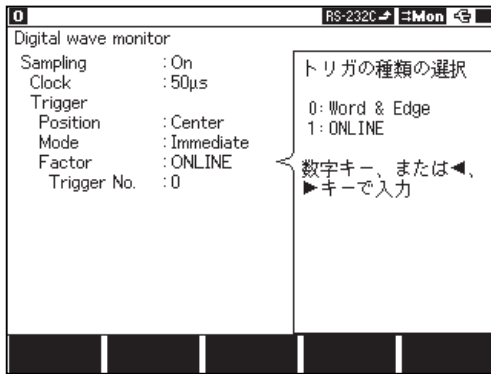 0 RS-232C Mon
Digital wave monitor
Sampling :On
Clock :50μs
Trigger
Position :Center
Mode :Immediate
Factor :ONLINE
Trigger No. :0
トリガの種類の選択
0:Word & Edge
1:ONLINE
数字キー、または◀、
▶キーで入力